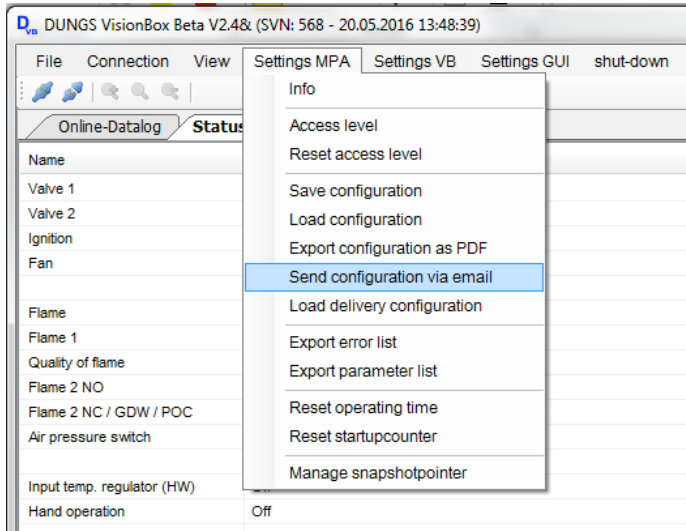 DVB DUNGS VisionBox Beta V2.4& (SVN: 568 - 20.05.2016 13:48:39)
File Connection View Settings MPA Settings VB Settings GUI shut-down
Info
Online-Datalog Status
Access level
Reset access level
Name
Valve 1
Save configuration
Valve 2
Load configuration
Ignition
Export configuration as PDF
Fan
Send configuration via email
Load delivery configuration
Flame
Flame 1
Export error list
Quality of flame
Export parameter list
Flame 2 NO
Flame 2 NC / GDW / POC
Reset operating time
Air pressure switch
Reset startupcounter
Manage snapshotpointer
Input temp. regulator (HW)
Hand operation Off